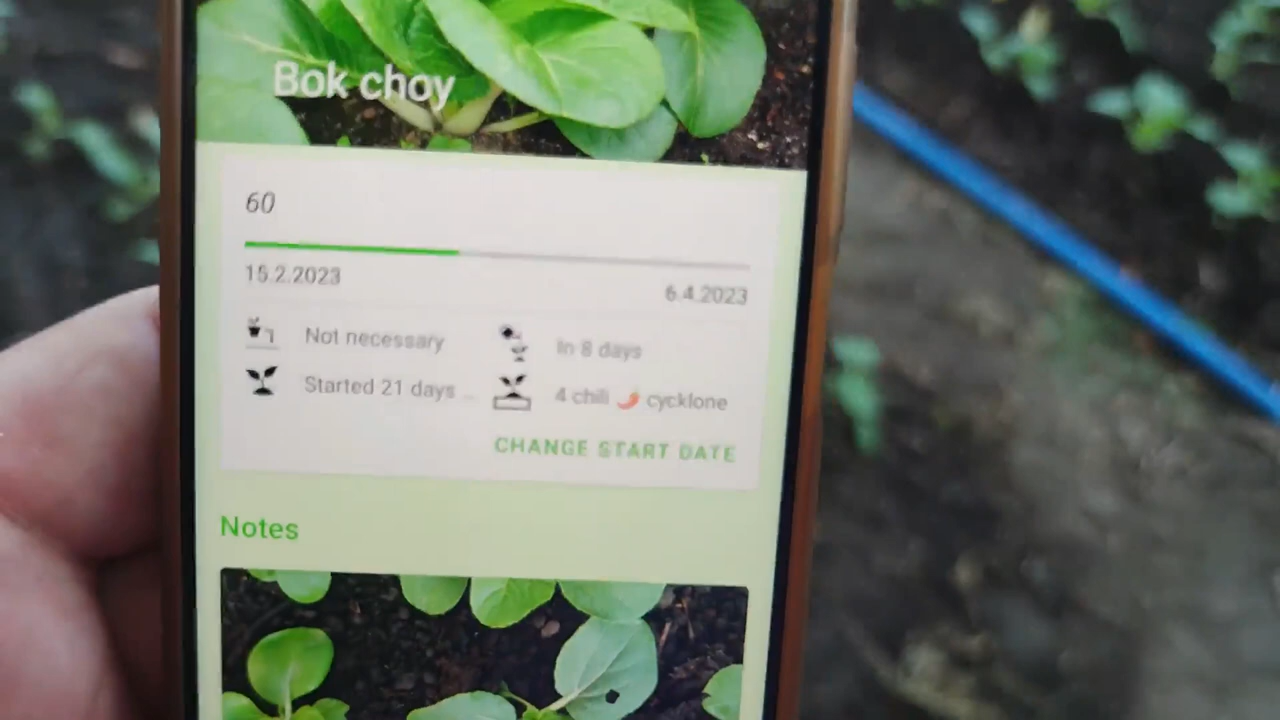 Bok choy
60
15.2.2023
6.4.2023
Not necessary
In 8 days
Started 21 days ...
4 chili 🌶 cycklone
CHANGE START DATE
Notes